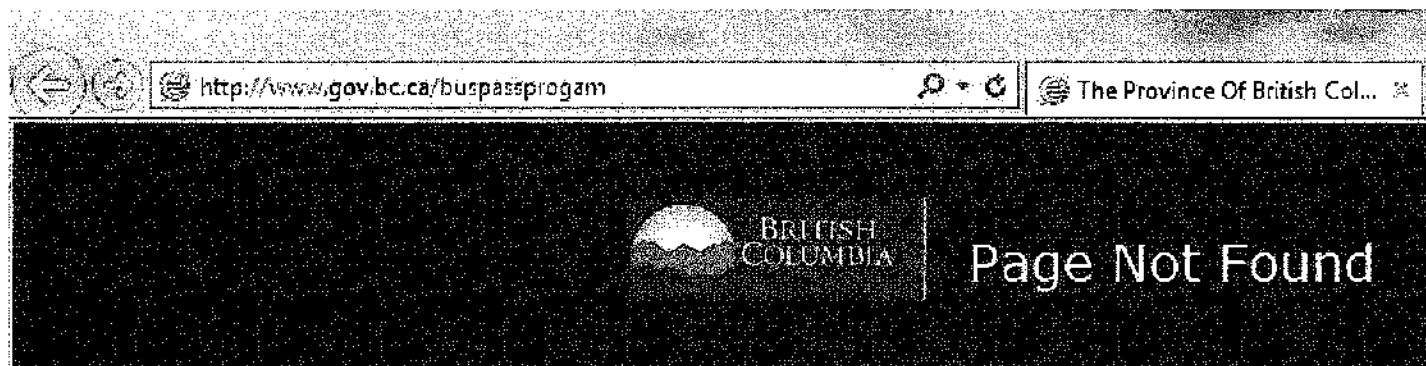 http://www.gov.bc.ca/buspassprogam
The Province Of British Col...
BRITISH
COLUMBIA
Page Not Found